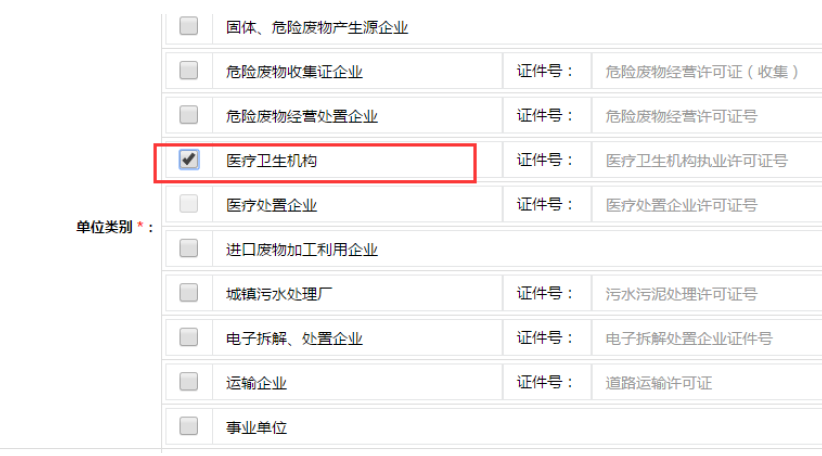 固体、危险废物产生源企业
危险废物收集证企业 证件号： 危险废物经营许可证（收集）
危险废物经营处置企业 证件号： 危险废物经营许可证号
医疗卫生机构 证件号： 医疗卫生机构执业许可证号
医疗处置企业 证件号： 医疗处置企业许可证号
单位类别 *：
进口废物加工利用企业
城镇污水处理厂 证件号： 污水污泥处理许可证号
电子拆解、处置企业 证件号： 电子拆解处置企业证件号
运输企业 证件号： 道路运输许可证
事业单位